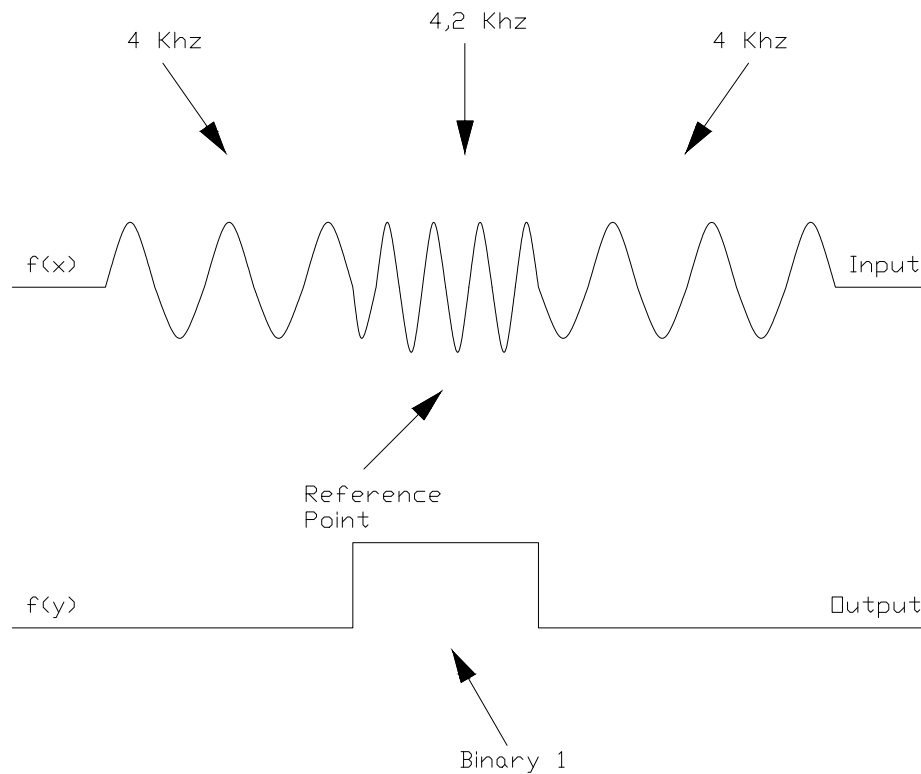 4,2 Khz
4 Khz
4 Khz
f(x)
Input
Reference
Point
f(y)
Output
Binary 1